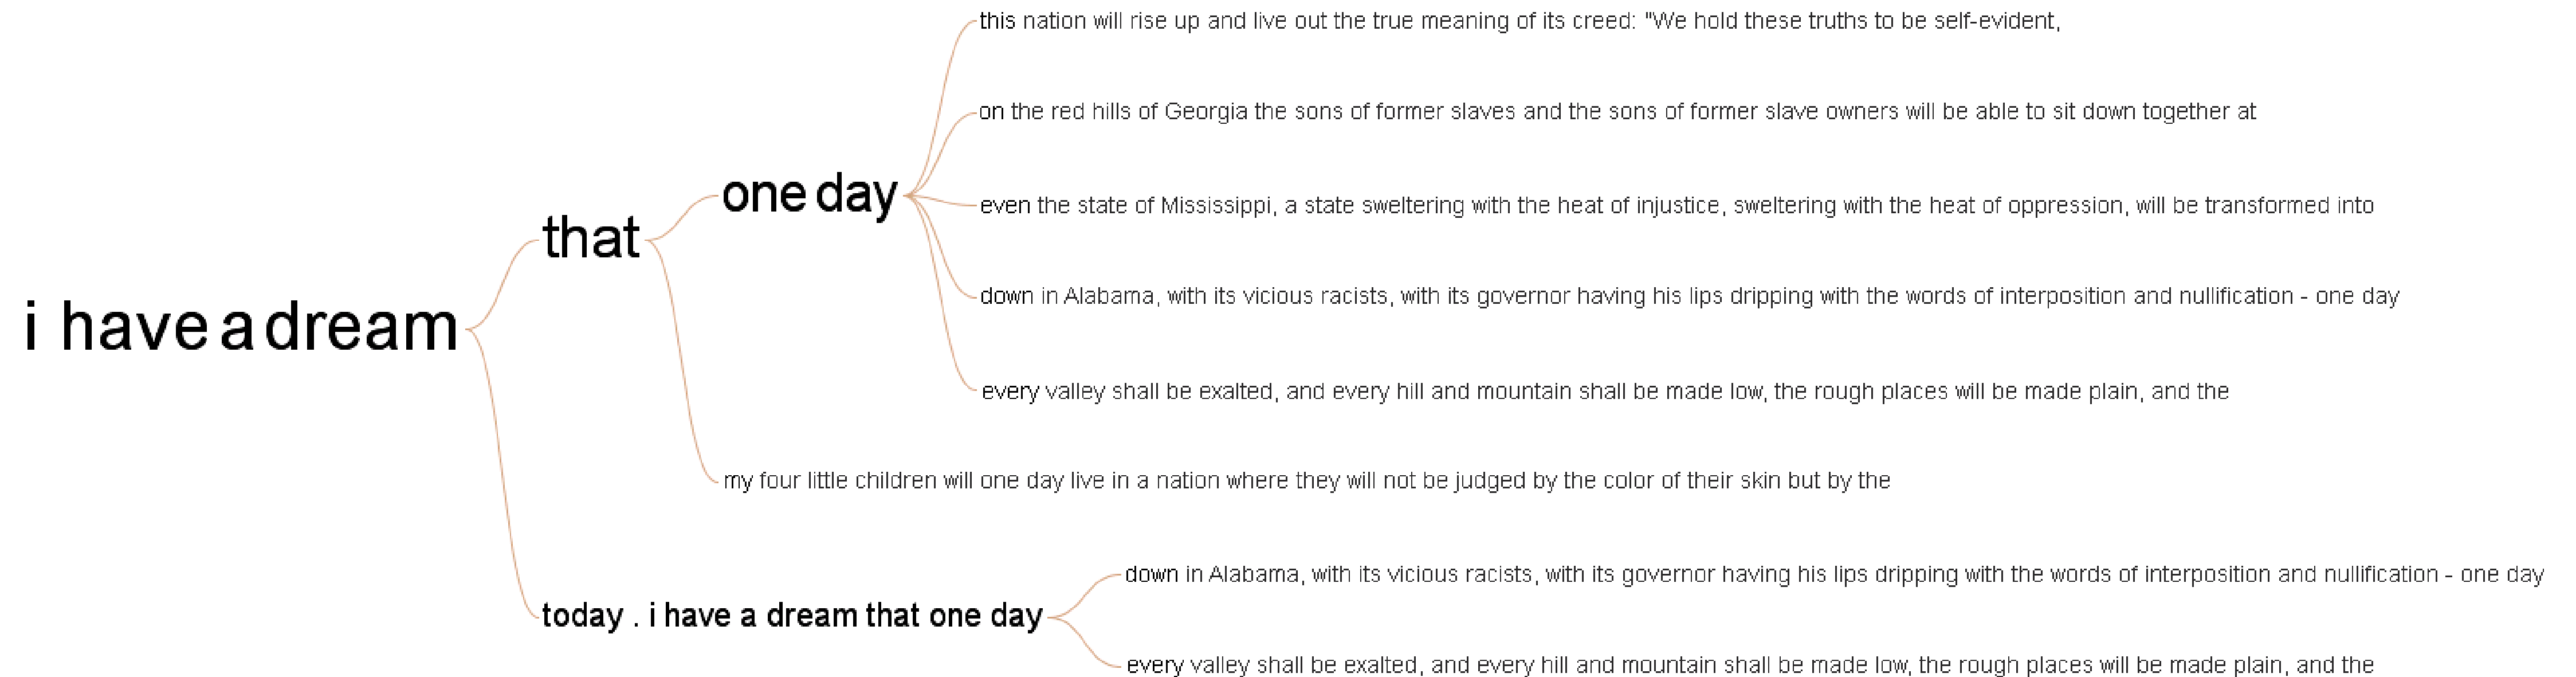 this nation will rise up and live out the true meaning of its creed: "We hold these truths to be self-evident,
on the red hills of Georgia the sons of former slaves and the sons of former slave owners will be able to sit down together at
one day
even the state of Mississippi, a state sweltering with the heat of injustice, sweltering with the heat of oppression, will be transformed into
that
down in Alabama, with its vicious racists, with its governor having his lips dripping with the words of interposition and nullification - one day
i have a dream
every valley shall be exalted, and every hill and mountain shall be made low, the rough places will be made plain, and the
my four little children will one day live in a nation where they will not be judged by the color of their skin but by the
down in Alabama, with its vicious racists, with its governor having his lips dripping with the words of interposition and nullification - one day
today . i have a dream that one day
every valley shall be exalted, and every hill and mountain shall be made low, the rough places will be made plain, and the